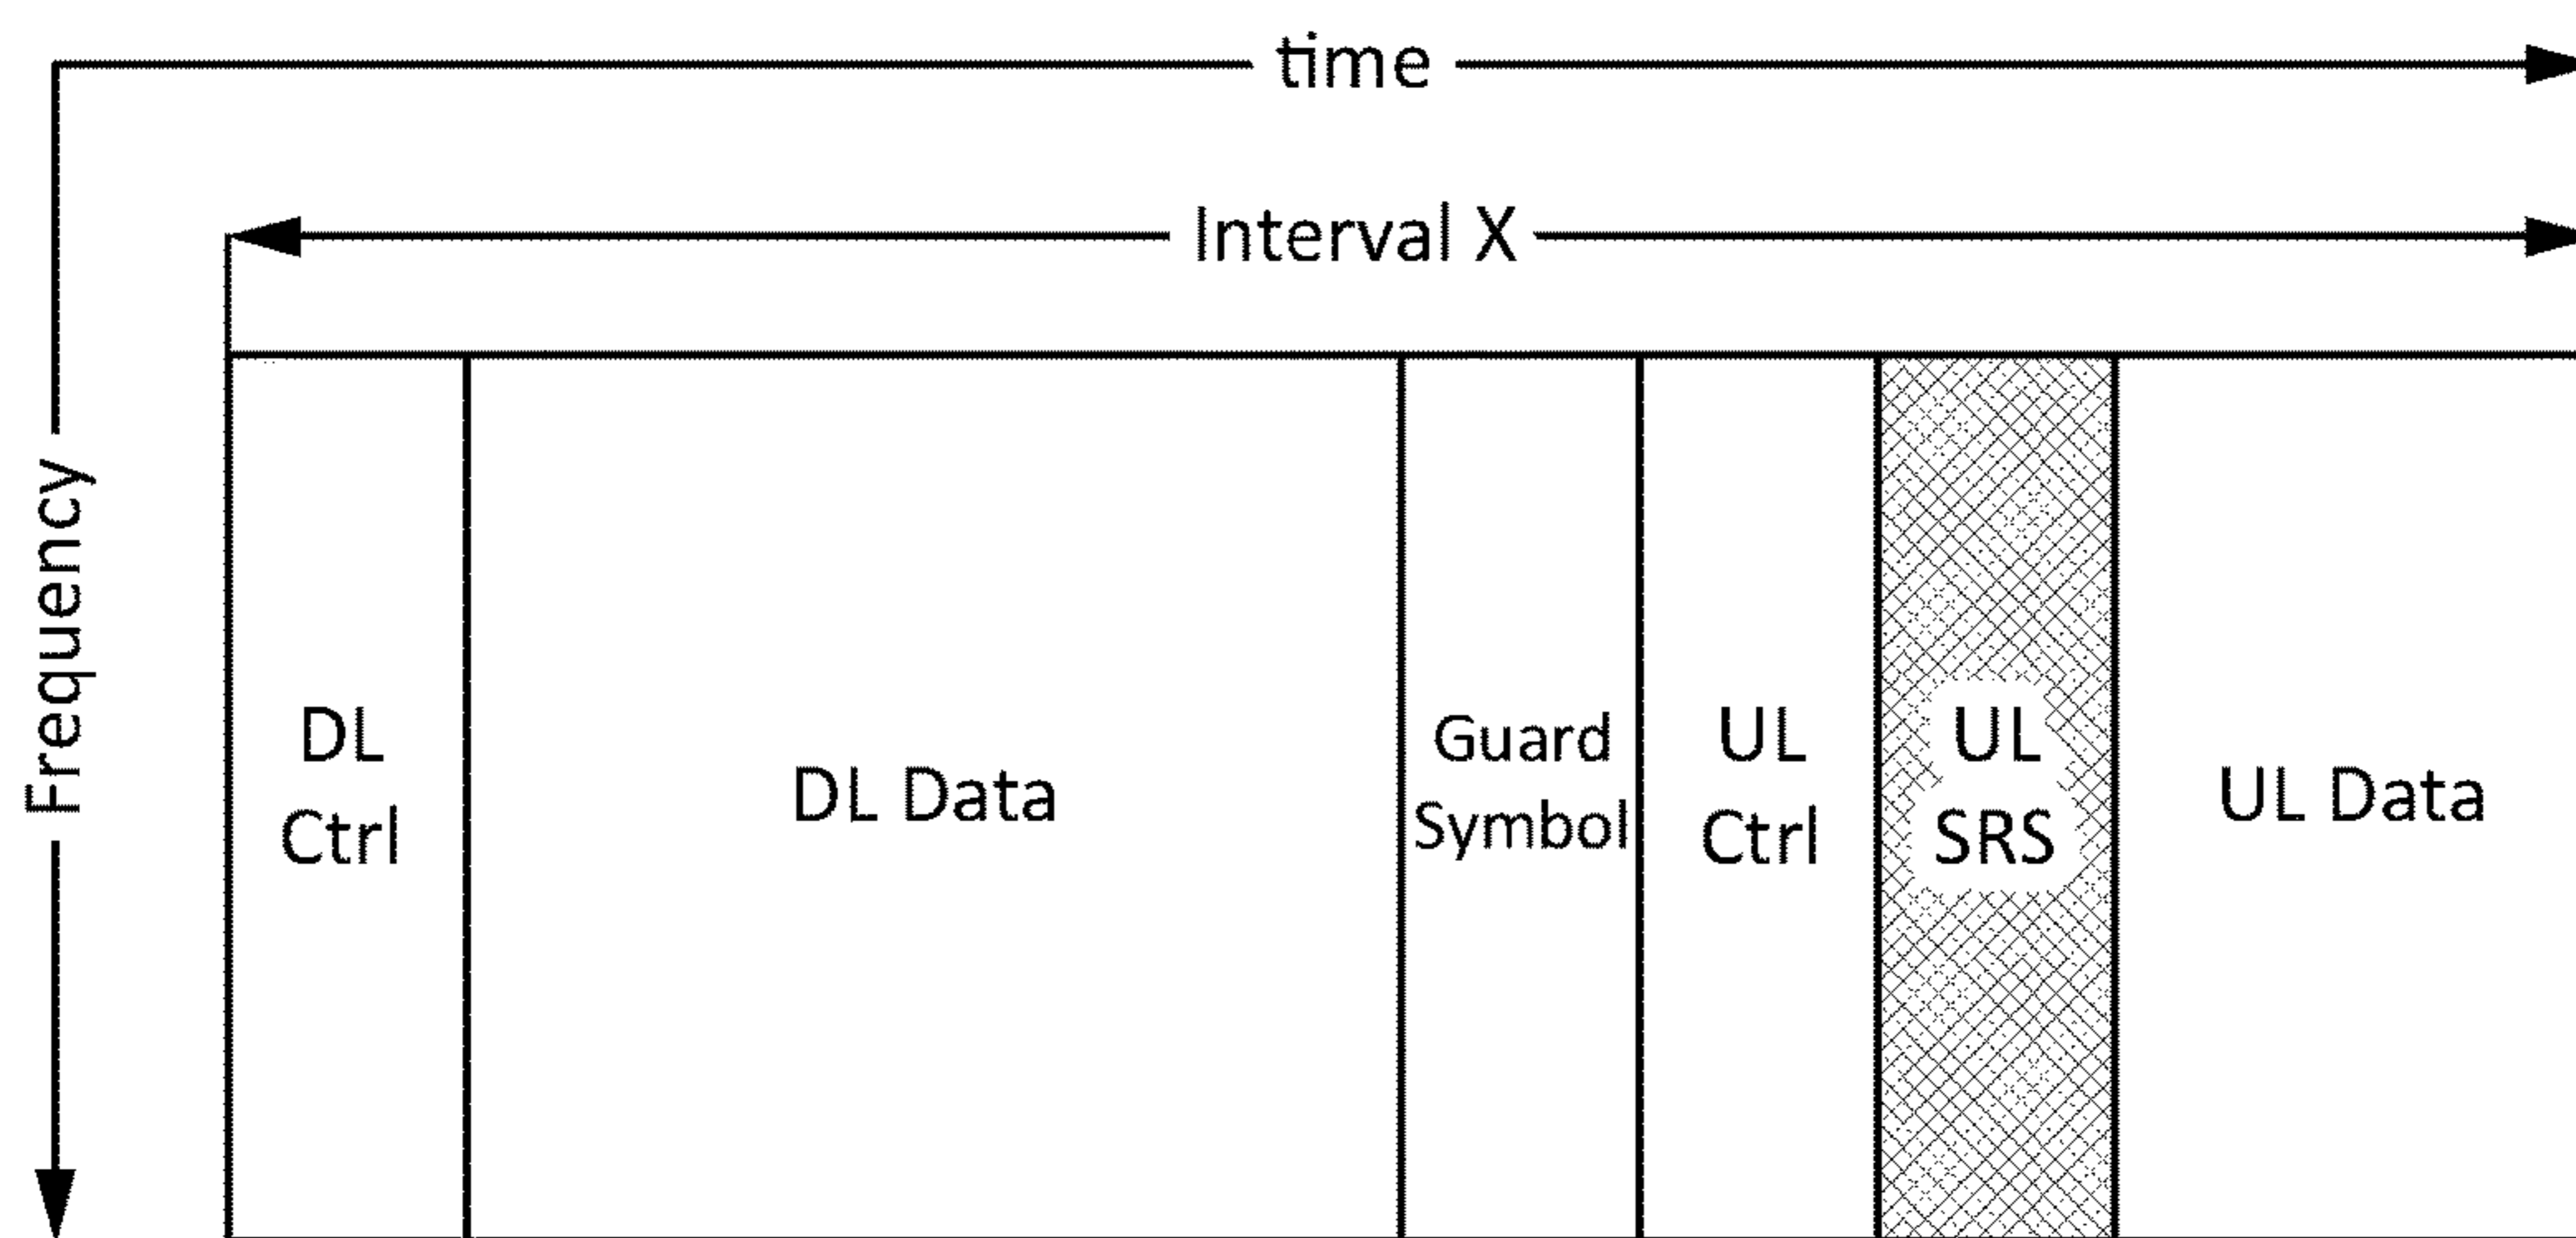 time
Interval X
Frequency
DL
Ctrl
DL Data
Guard
Symbol
UL
Ctrl
UL
SRS
UL Data